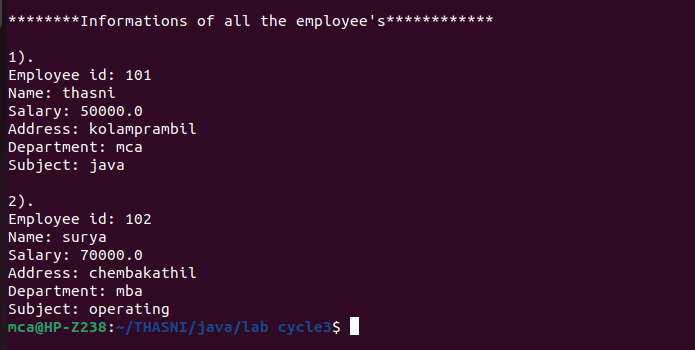 ********Informations of all the employee's************
1).
Employee id: 101
Name: thasni
Salary: 50000.0
Address: kolamprambil
Department: mca
Subject: java
2).
Employee id: 102
Name: surya
Salary: 70000.0
Address: chembakathil
Department: mba
Subject: operating
mca@HP-Z238:~/THASNI/java/lab cycle3$